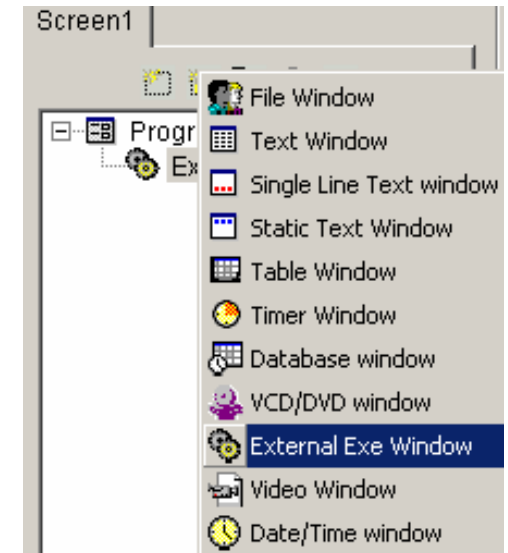 Screen1
File Window
Progr
Text Window
Ex
Single Line Text window
Static Text Window
Table Window
Timer Window
Database window
VCD/DVD window
External Exe Window
Video Window
Date/Time window